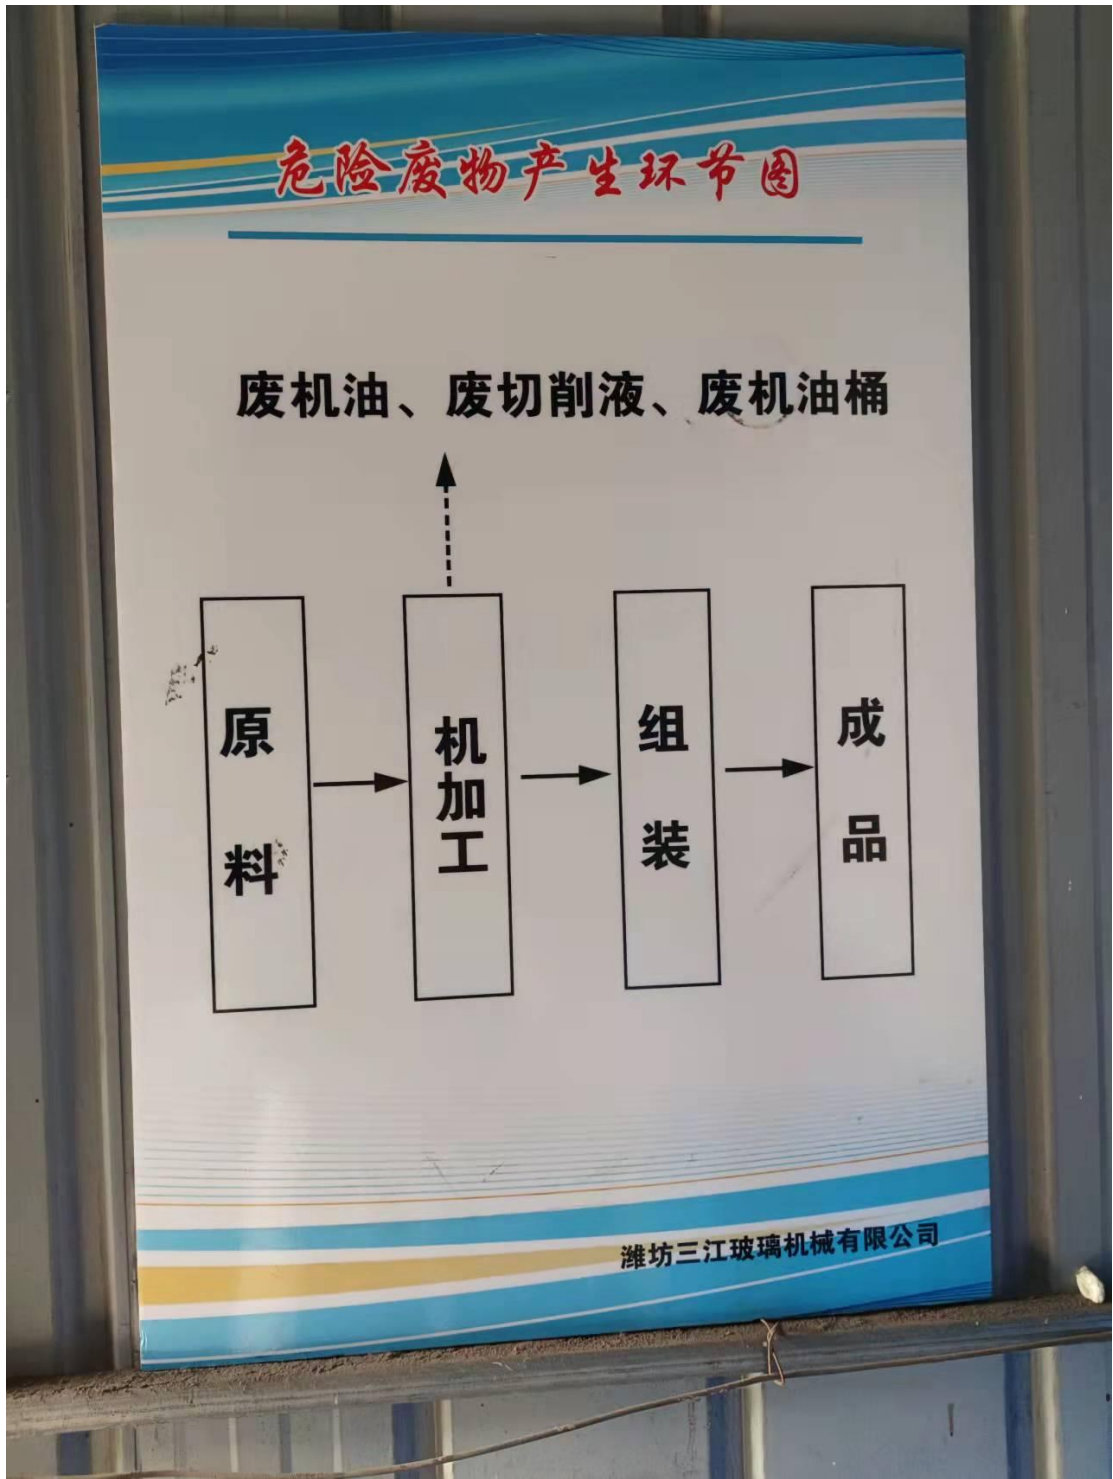 危险废物产生环节图
废机油、废切削液、废机油桶
原料
机加工
组装
成品
潍坊三江玻璃机械有限公司